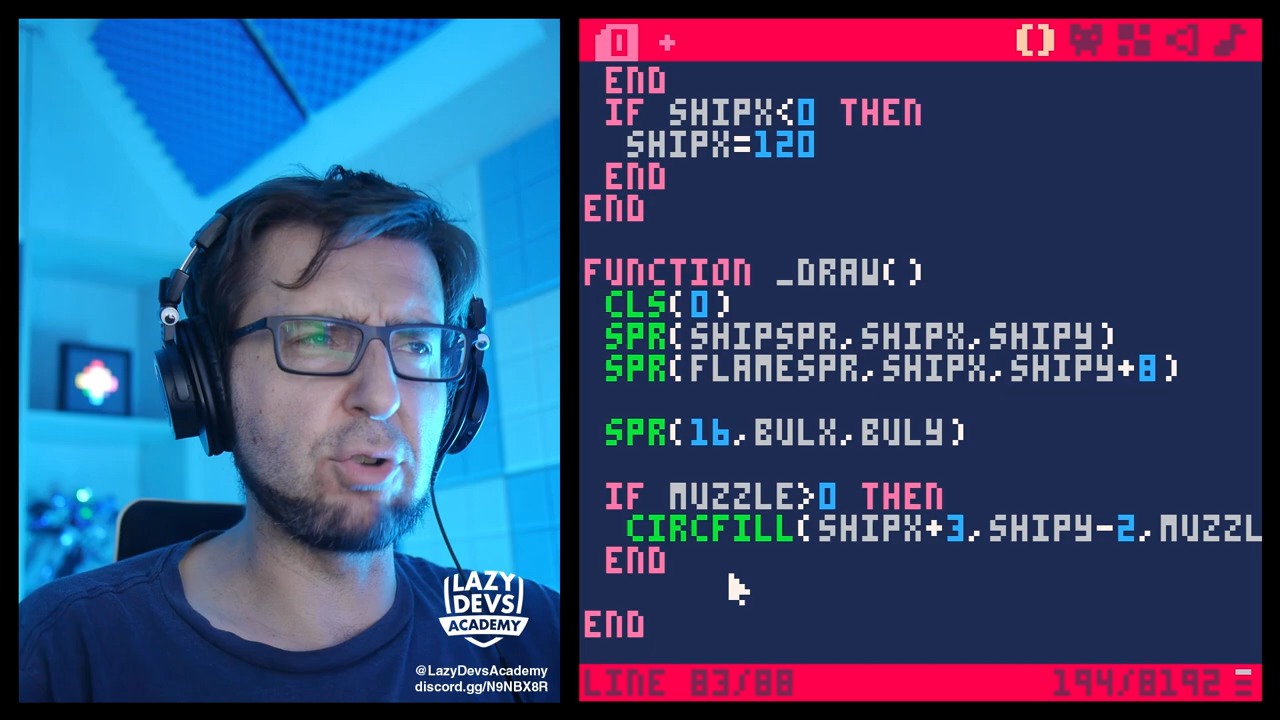 LAZY
DEVS
ACADEMY
@LazyDevsAcademy
discord.gg/N9NBX8R
0 +
END
IF SHIPX<0 THEN
SHIPX=120
END
END
FUNCTION _DRAW()
CLS(0)
SPR(SHIPSPR,SHIPX,SHIPY)
SPR(FLAMESPR,SHIPX,SHIPY+8)
SPR(16,BULX,BULY)
IF MUZZLE>0 THEN
CIRCFILL(SHIPX+3,SHIPY-2,MUZZL
END
END
LINE 83/88
194/8192